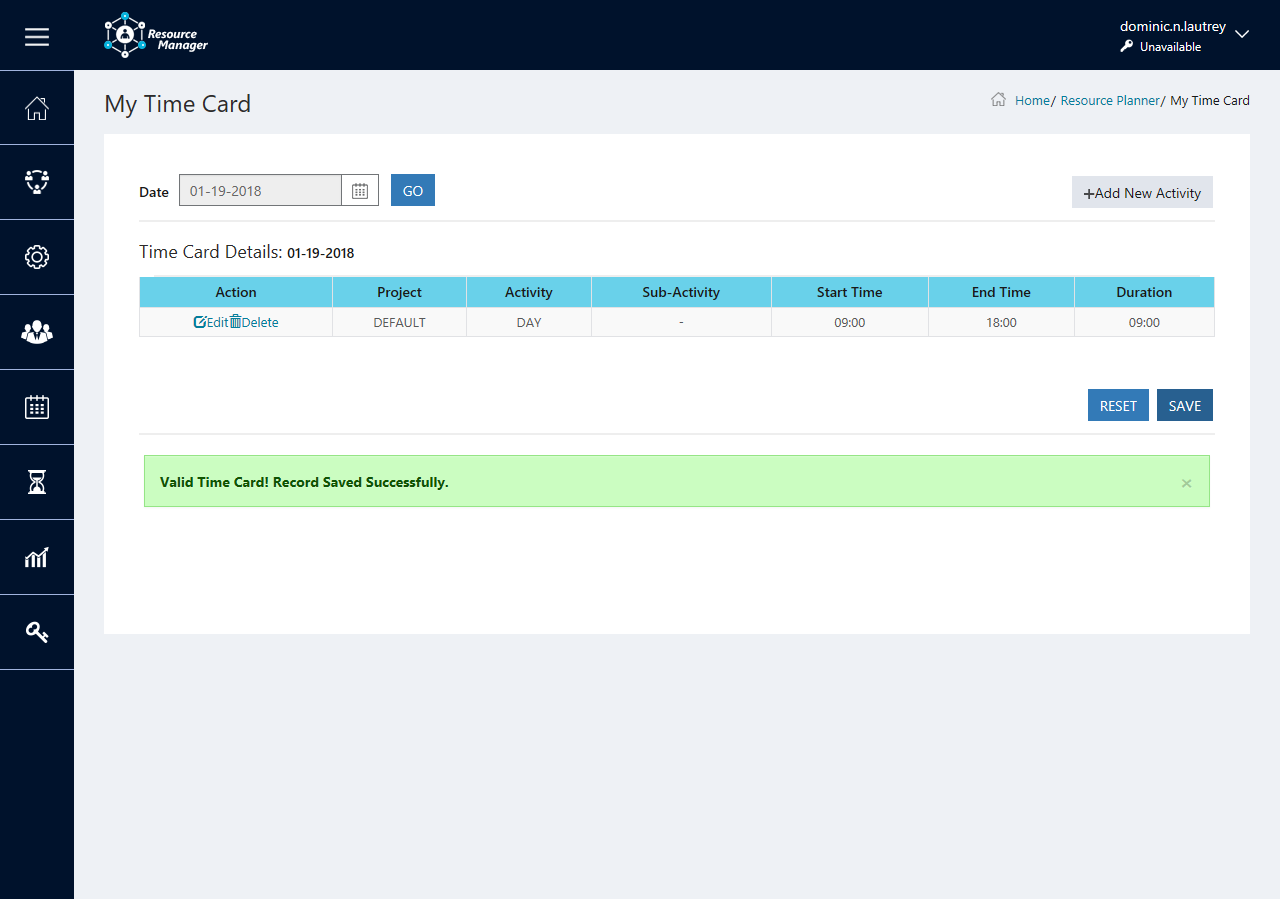 Resource
Manager
dominic.n.lautrey
Unavailable
My Time Card
Home/ Resource Planner/ My Time Card
Date 01-19-2018 GO
+Add New Activity
Time Card Details: 01-19-2018
Action Project Activity Sub-Activity Start Time End Time Duration
Edit Delete DEFAULT DAY - 09:00 18:00 09:00
RESET SAVE
Valid Time Card! Record Saved Successfully. ×